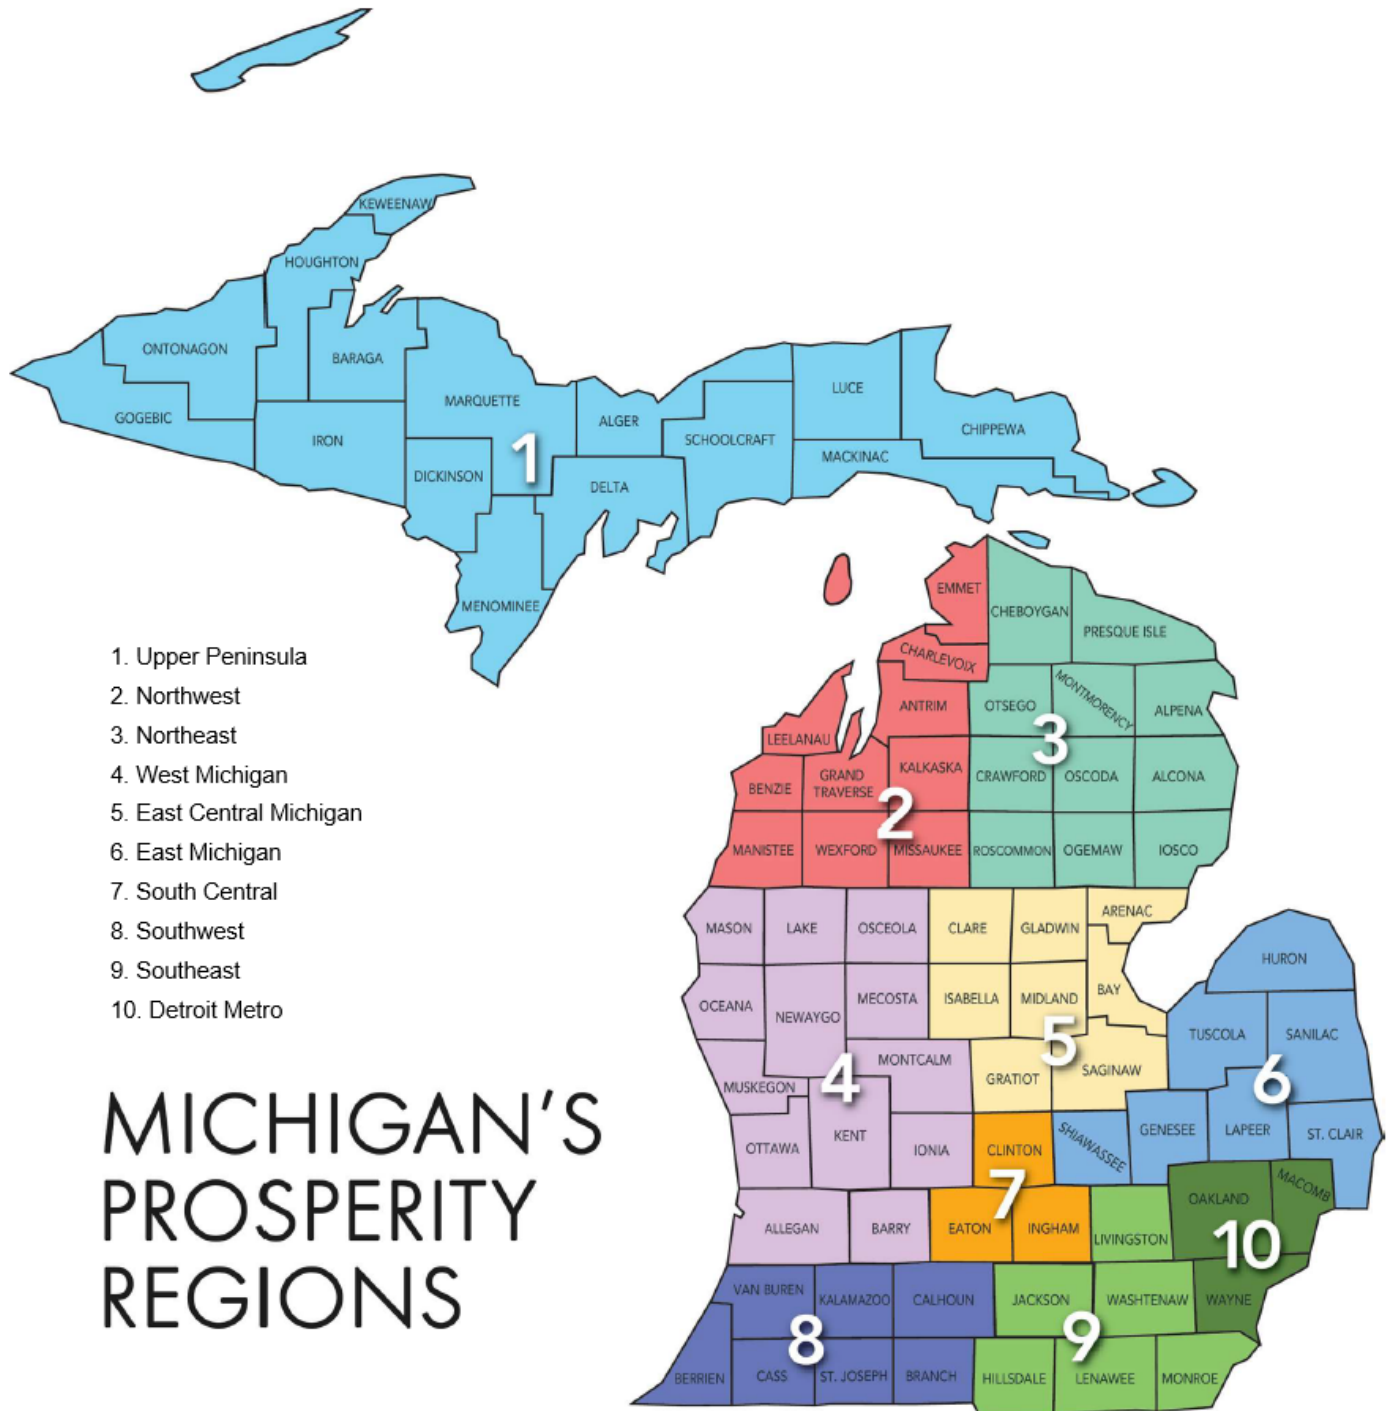 KEWEENAW
HOUGHTON
ONTONAGON
BARAGA
GOGEBIC
IRON
MARQUETTE
DICKINSON
1
ALGER
DELTA
SCHOOLCRAFT
LUCE
MACKINAC
CHIPPEWA
MENOMINEE
1. Upper Peninsula
2. Northwest
3. Northeast
4. West Michigan
5. East Central Michigan
6. East Michigan
7. South Central
8. Southwest
9. Southeast
10. Detroit Metro
MICHIGAN'S
PROSPERITY
REGIONS
EMMET
CHARLEVOIX
ANTRIM
LEELANAU
BENZIE
GRAND
TRAVERSE
KALKASKA
2
MANISTEE
WEXFORD
MISSAUKEE
CHEBOYGAN
PRESQUE ISLE
OTSEGO
MONTMORENCY
ALPENA
3
CRAWFORD
OSCODA
ALCONA
ROSCOMMON
OGEMAW
IOSCO
MASON
LAKE
OSCEOLA
OCEANA
NEWAYGO
MECOSTA
MUSKEGON
4
MONTCALM
OTTAWA
KENT
IONIA
ALLEGAN
BARRY
CLARE
GLADWIN
ARENAC
ISABELLA
MIDLAND
BAY
5
GRATIOT
SAGINAW
HURON
TUSCOLA
SANILAC
6
SHIAWASSEE
GENESEE
LAPEER
ST. CLAIR
CLINTON
7
EATON
INGHAM
VAN BUREN
KALAMAZOO
CALHOUN
8
BERRIEN
CASS
ST. JOSEPH
BRANCH
LIVINGSTON
JACKSON
WASHTENAW
9
HILLSDALE
LENAWEE
MONROE
OAKLAND
MACOMB
10
WAYNE